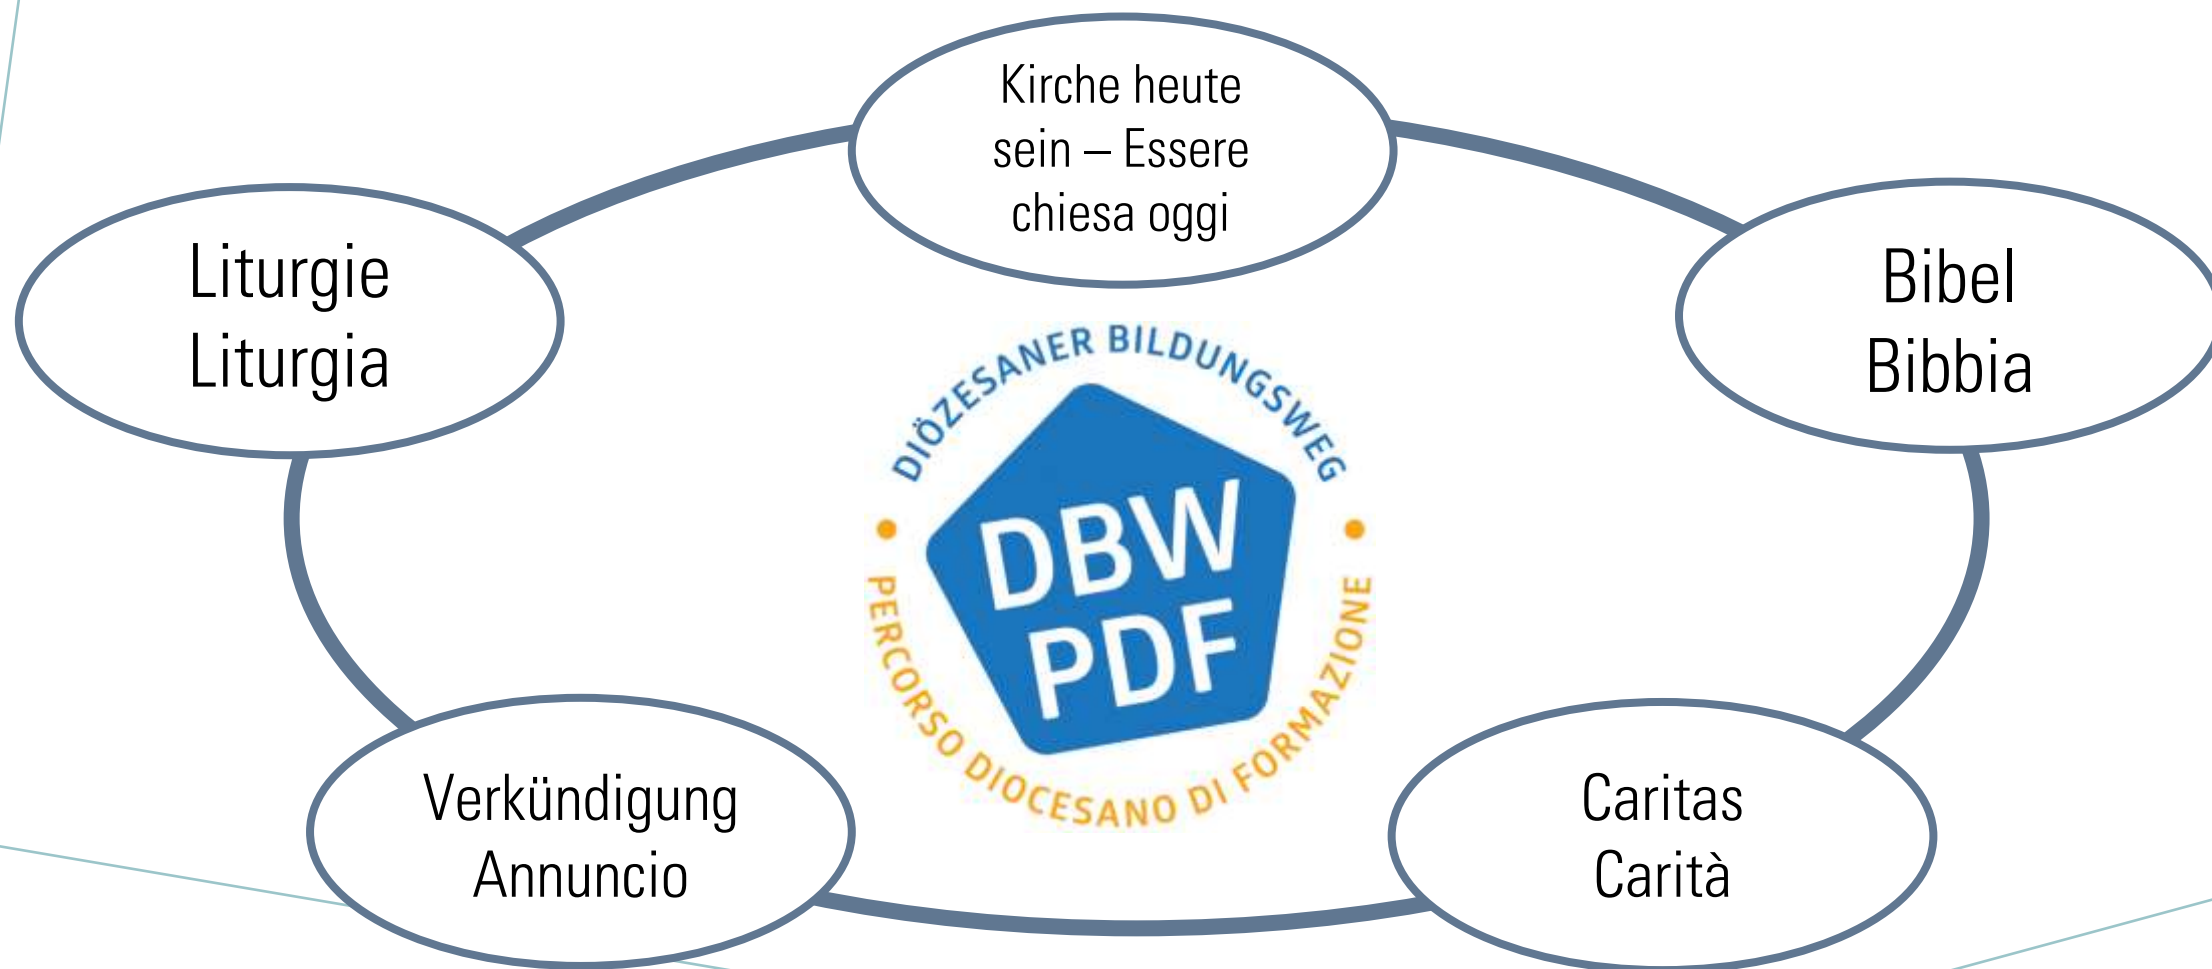 Kirche heute
sein – Essere
chiesa oggi
Liturgie
Liturgia
Bibel
Bibbia
DIÖZESANER BILDUNGSWEG
DBW
PDF
PERCORSO DIOCESANO DI FORMAZIONE
Verkündigung
Annuncio
Caritas
Carità